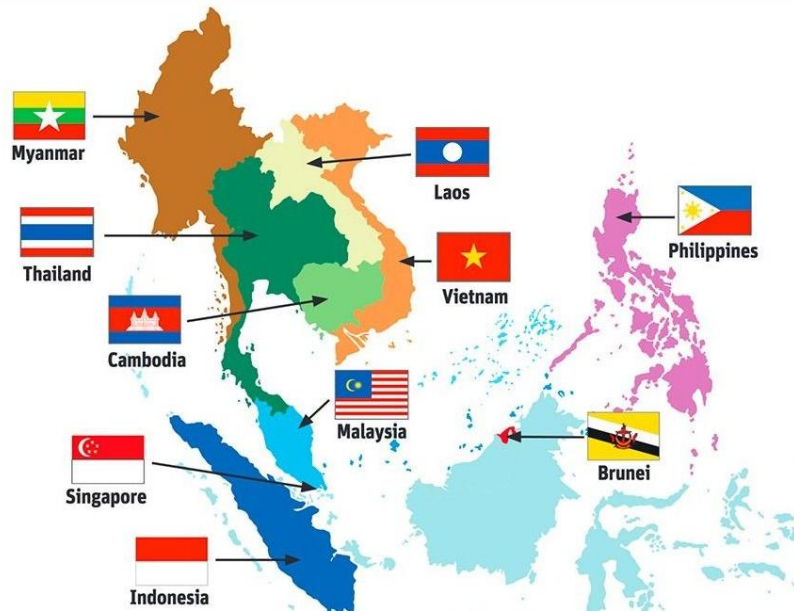 Myanmar
Laos
Thailand
Philippines
Vietnam
Cambodia
Malaysia
Singapore
Brunei
Indonesia